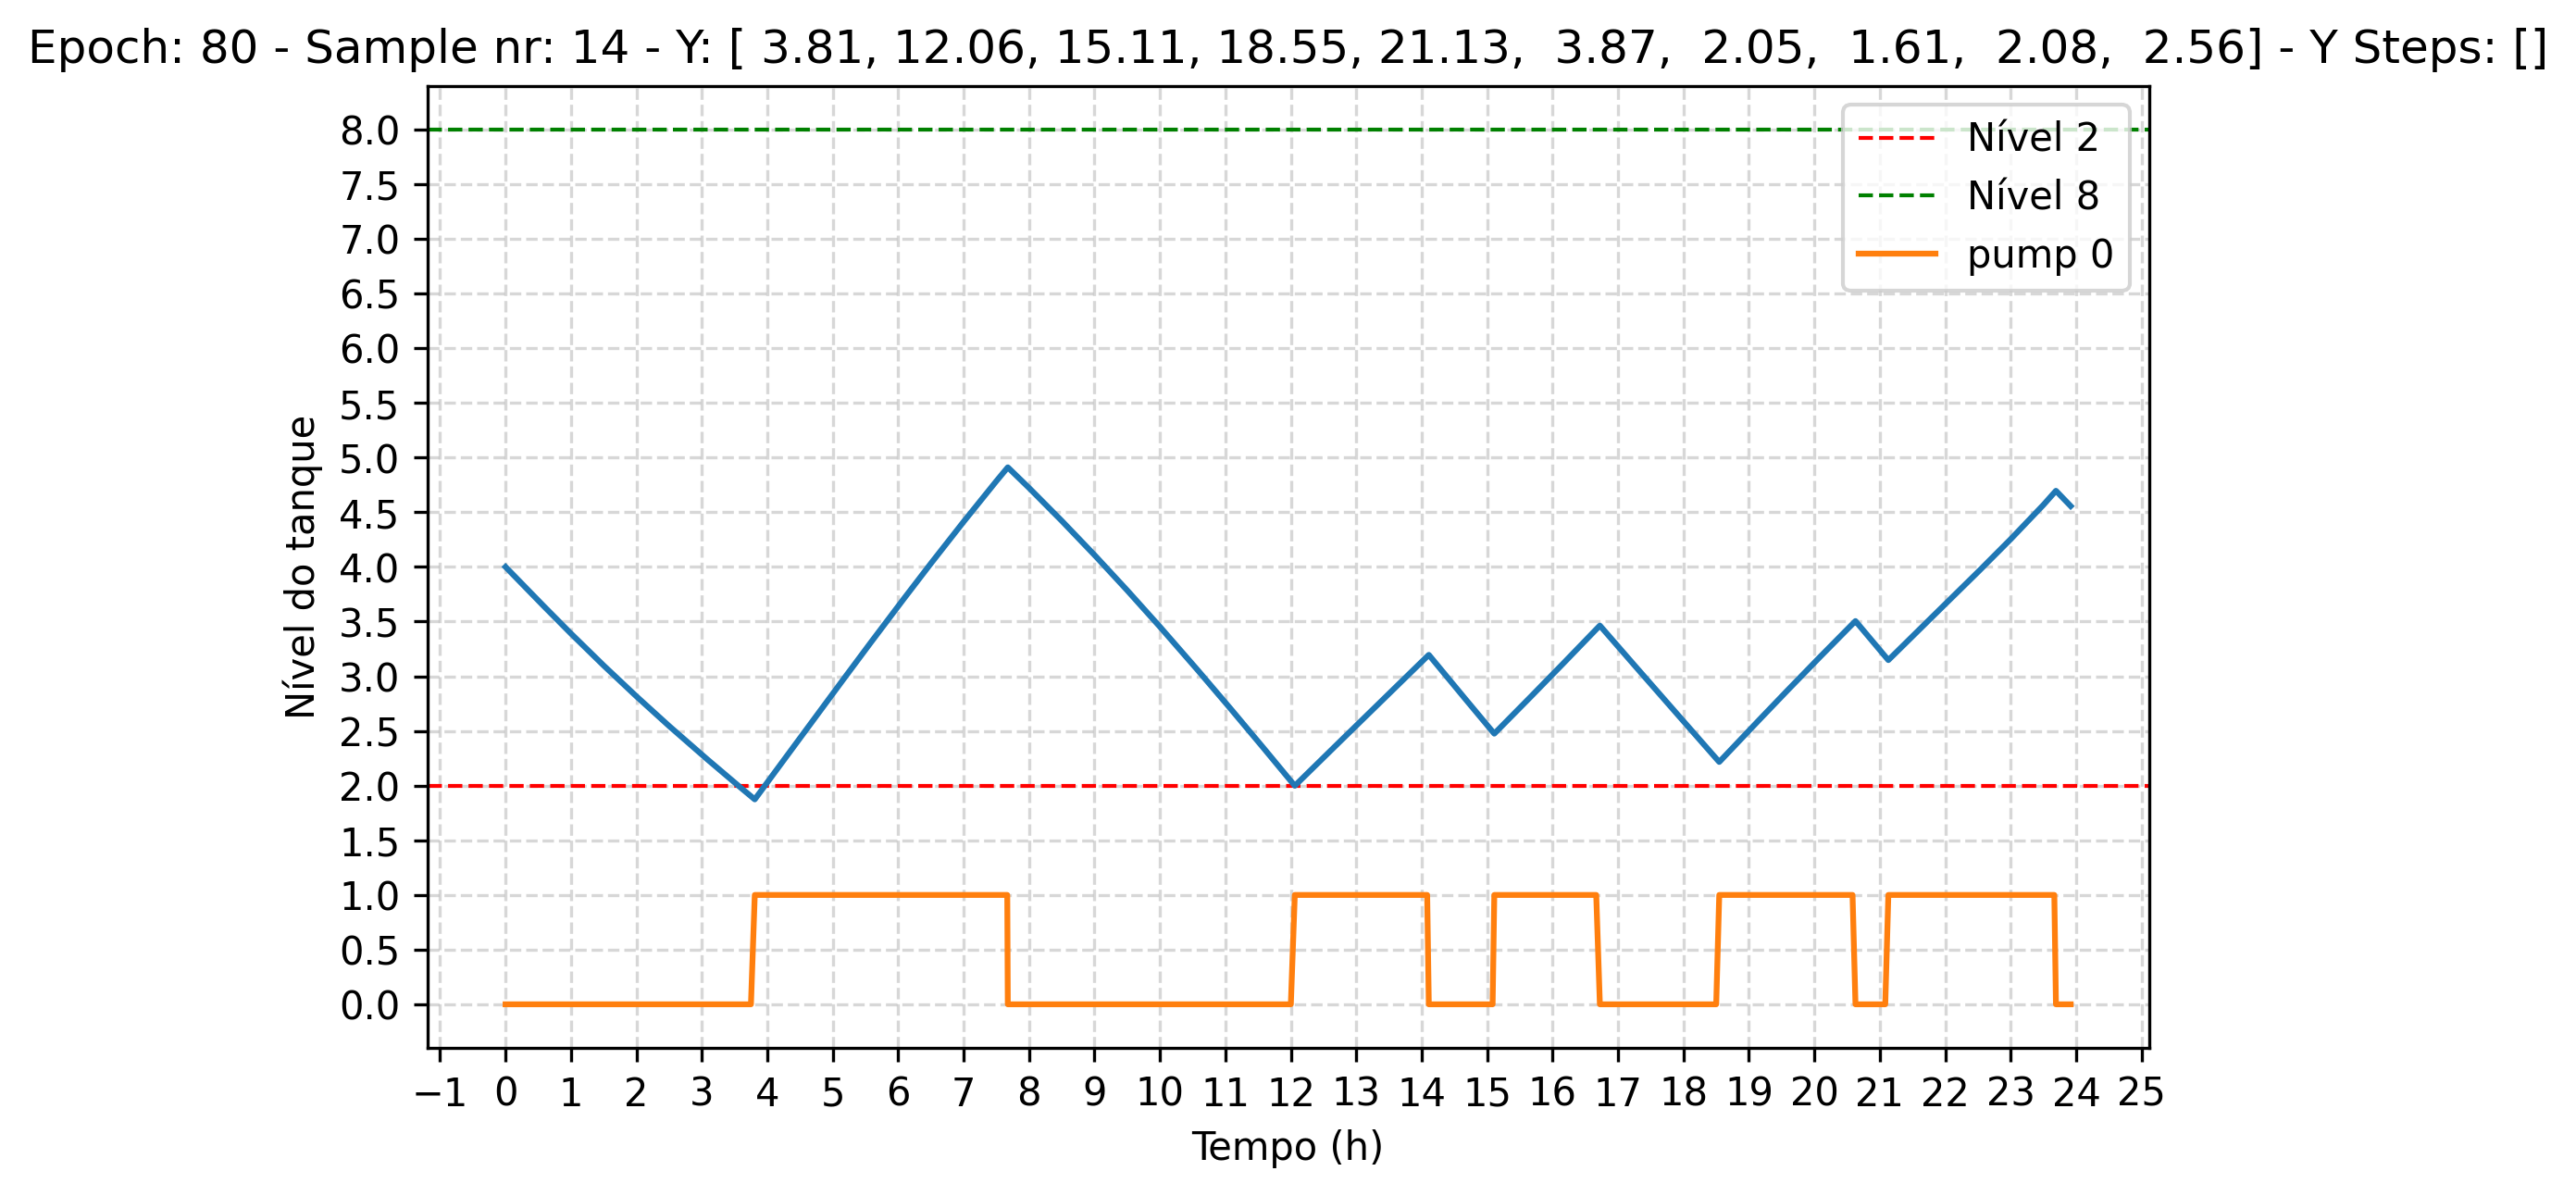 Epoch: 80 - Sample nr: 14 - Y: [ 3.81, 12.06, 15.11, 18.55, 21.13,  3.87,  2.05,  1.61,  2.08,  2.56] - Y Steps: []
Nível 2
Nível 8
pump 0
Nível do tanque
8.0
7.5
7.0
6.5
6.0
5.5
5.0
4.5
4.0
3.5
3.0
2.5
2.0
1.5
1.0
0.5
0.0
−1 0 1 2 3 4 5 6 7 8 9 10 11 12 13 14 15 16 17 18 19 20 21 22 23 24 25
Tempo (h)